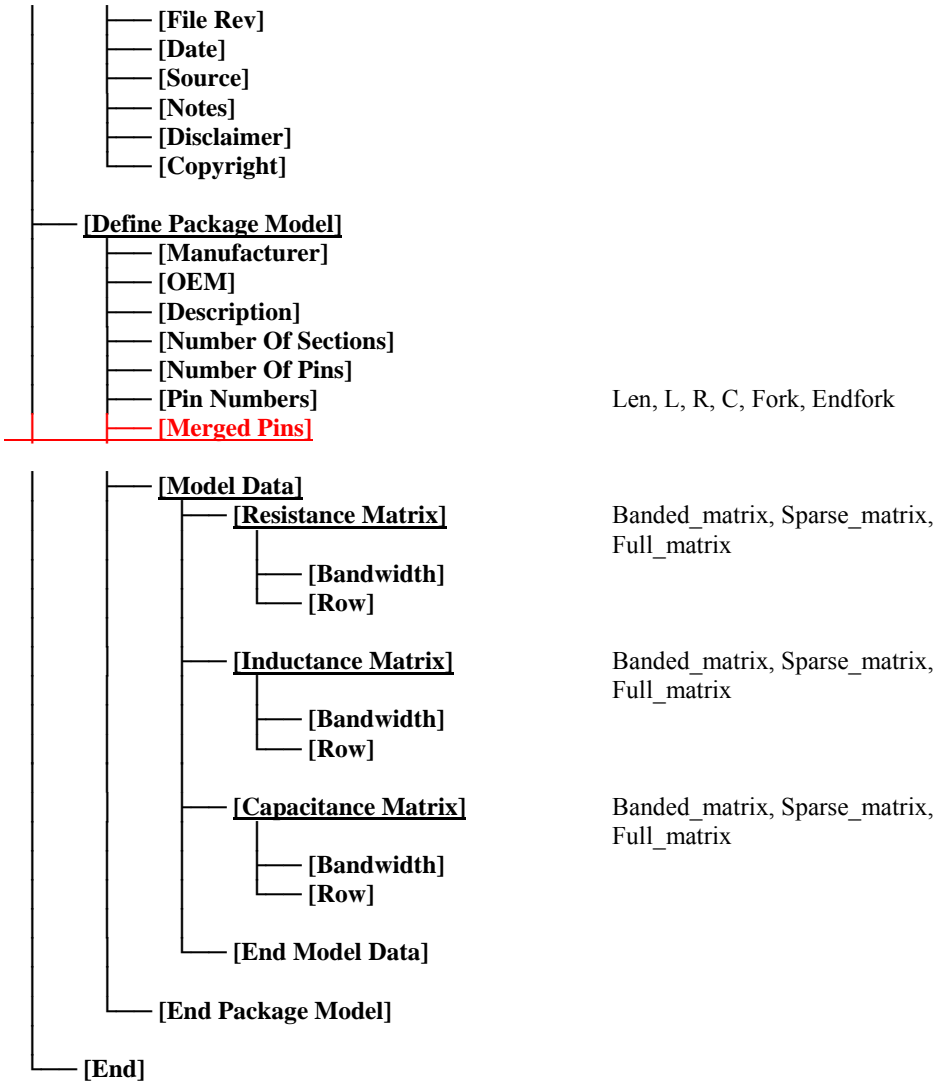 [File Rev]
[Date]
[Source]
[Notes]
[Disclaimer]
[Copyright]
[Define Package Model]
[Manufacturer]
[OEM]
[Description]
[Number Of Sections]
[Number Of Pins]
[Pin Numbers] Len, L, R, C, Fork, Endfork
[Merged Pins]
[Model Data]
[Resistance Matrix] Banded_matrix, Sparse_matrix,
Full_matrix
[Bandwidth]
[Row]
[Inductance Matrix] Banded_matrix, Sparse_matrix,
Full_matrix
[Bandwidth]
[Row]
[Capacitance Matrix] Banded_matrix, Sparse_matrix,
Full_matrix
[Bandwidth]
[Row]
[End Model Data]
[End Package Model]
[End]